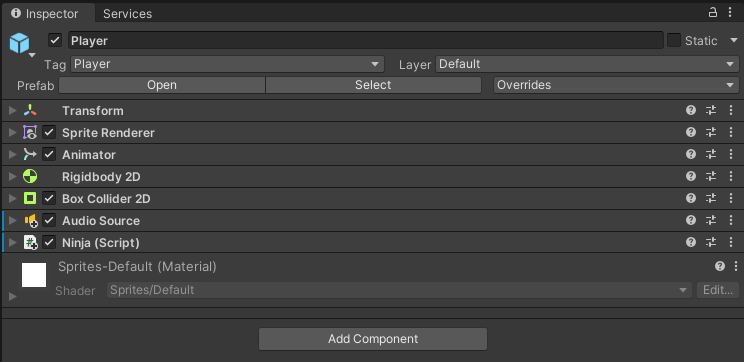 Inspector Services
Player Static
Tag Player Layer Default
Prefab Open Select Overrides
Transform
Sprite Renderer
Animator
Rigidbody 2D
Box Collider 2D
Audio Source
# Ninja (Script)
Sprites-Default (Material)
Shader Sprites/Default Edit...
Add Component